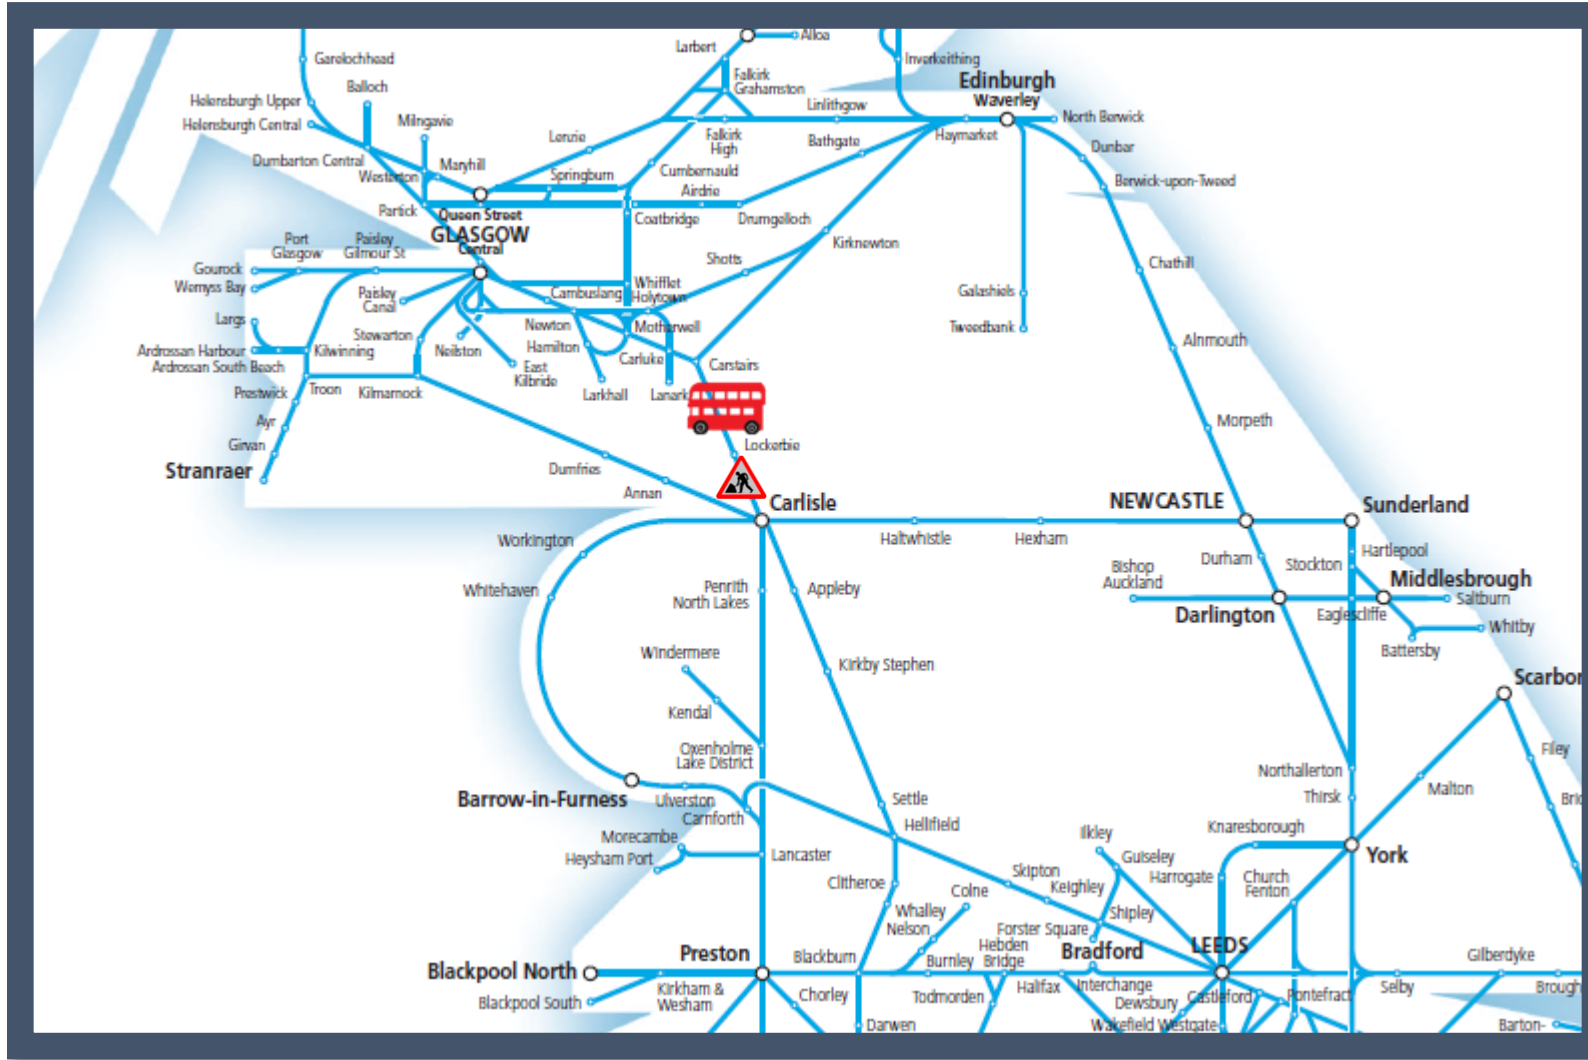 Alloa
Larbert
Garelochhead
Inverkeithing
Falkirk
Grahamston
Edinburgh
Waverley
Balloch
Helensburgh Upper
Linlithgow
North Berwick
Helensburgh Central
Milngavie
Lenzie
Falkirk
High
Bathgate
Haymarket
Dunbar
Dumbarton Central
Maryhill
Westerton
Springburn
Cumbernauld
Airdrie
Berwick-upon-Tweed
Partick
Queen Street
GLASGOW
Central
Coatbridge
Drumgelloch
Kirknewton
Port
Glasgow
Paisley
Gilmour St
Shotts
Chathill
Gourock
Wemyss Bay
Paisley
Canal
Cambuslang
Whifflet
Holytown
Galashiels
Largs
Stewarton
Neilston
Newton
Motherwell
Tweedbank
Ardrossan Harbour
Ardrossan South Beach
Kilwinning
Hamilton
Carluke
Carstairs
Alnmouth
East
Kilbride
Prestwick
Troon
Kilmarnock
Larkhall
Lanark
Ayr
Morpeth
Girvan
Lockerbie
Stranraer
Dumfries
Annan
Carlisle
NEWCASTLE
Sunderland
Workington
Haltwhistle
Hexham
Durham
Stockton
Hartlepool
Bishop
Auckland
Middlesbrough
Whitehaven
Penrith
North Lakes
Appleby
Saltburn
Darlington
Eaglescliffe
Whitby
Battersby
Windermere
Kirkby Stephen
Scarbor
Kendal
Oxenholme
Lake District
Filey
Northallerton
Malton
Barrow-in-Furness
Ulverston
Carnforth
Settle
Thirsk
Bric
Hellifield
Knaresborough
Morecambe
Heysham Port
Lancaster
Ilkley
Guiseley
York
Clitheroe
Skipton
Keighley
Harrogate
Church
Fenton
Colne
Whalley
Nelson
Shipley
Forster Square
Preston
Blackburn
Hebden
Bridge
Bradford
LEEDS
Gilberdyke
Blackpool North
Burnley
Blackpool South
Kirkham &
Wesham
Chorley
Todmorden
Halifax
Interchange
Dewsbury
Castleford
Pontefract
Selby
Brough
Darwen
Wakefield Westgate
Barton-